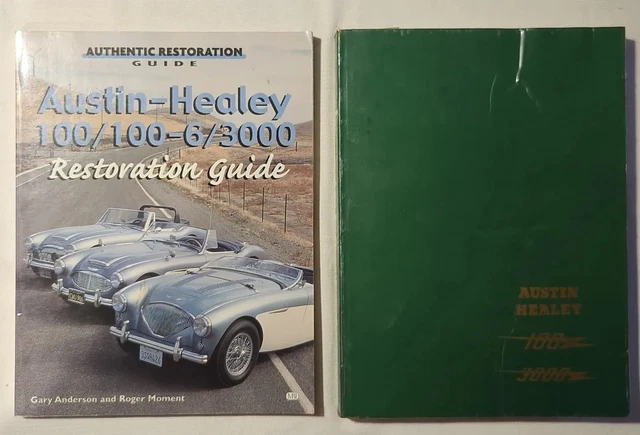 AUTHENTIC RESTORATION
GUIDE
Austin-Healey
100/100-6/3000
Restoration Guide
Gary Anderson and Roger Moment
AUSTIN
HEALEY
100
3000